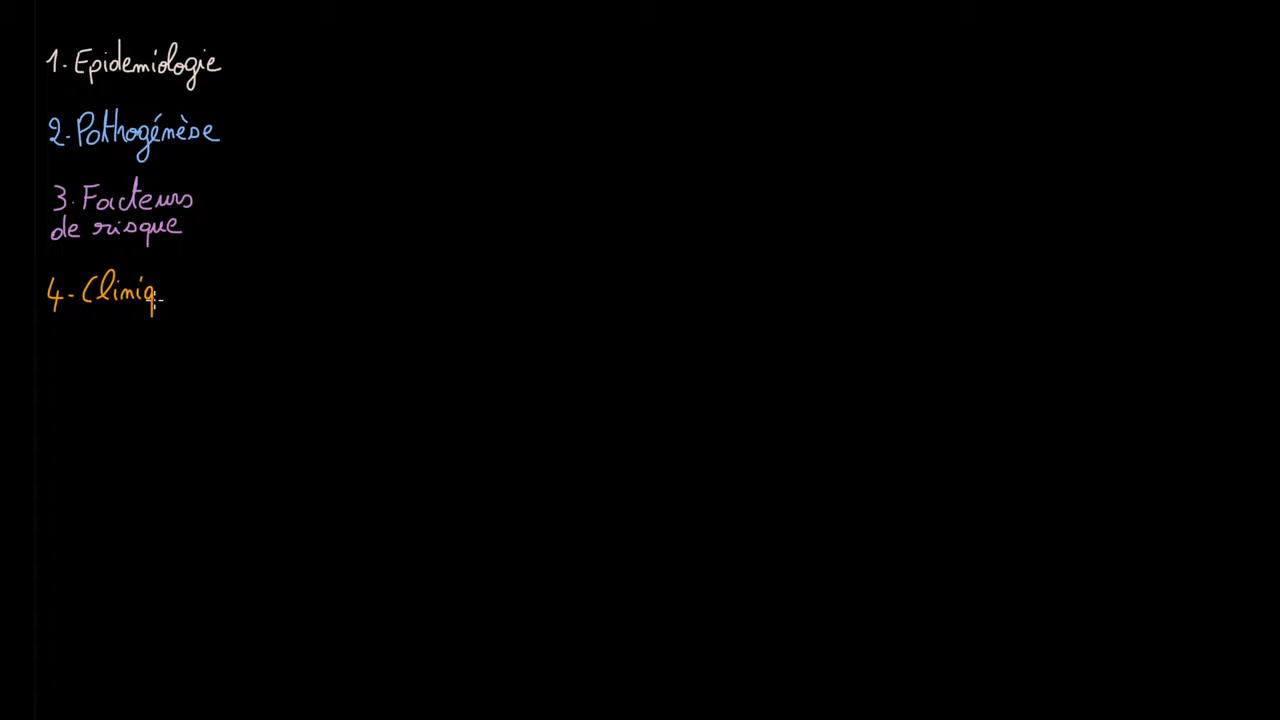 1. Epidemiologie
2. Pathogénèse
3. Facteurs
de risque
4. Cliniq